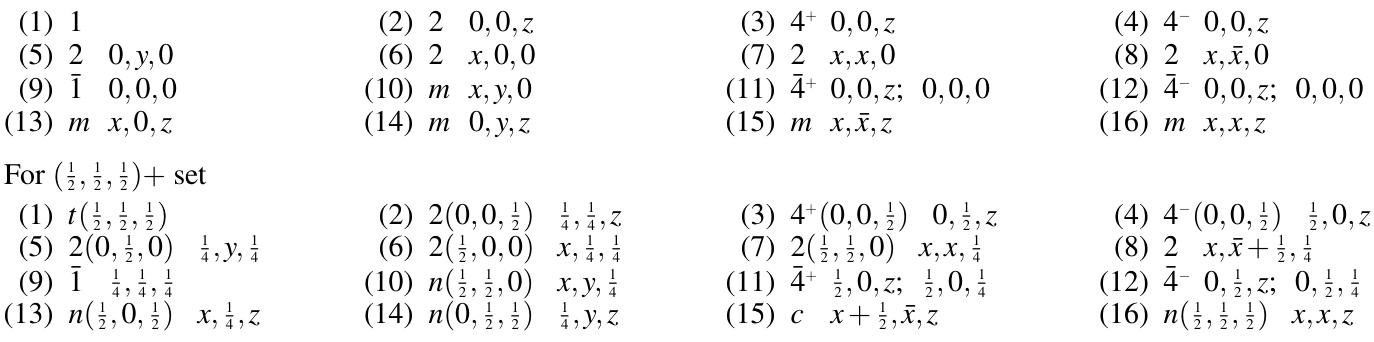 (1) 1 (2) 2 0,0,z (3) 4⁺ 0,0,z (4) 4⁻ 0,0,z
(5) 2 0,y,0 (6) 2 x,0,0 (7) 2 x,x,0 (8) 2 x,x̄,0
(9) 1̄ 0,0,0 (10) m x,y,0 (11) 4̄⁺ 0,0,z; 0,0,0 (12) 4̄⁻ 0,0,z; 0,0,0
(13) m x,0,z (14) m 0,y,z (15) m x,x̄,z (16) m x,x,z
For (½,½,½)+ set
(1) t(½,½,½) (2) 2(0,0,½) ¼,¼,z (3) 4⁺(0,0,½) 0,½,z (4) 4⁻(0,0,½) ½,0,z
(5) 2(0,½,0) ¼,y,¼ (6) 2(½,0,0) x,¼,¼ (7) 2(½,½,0) x,x,¼ (8) 2 x,x̄+½,¼
(9) 1̄ ¼,¼,¼ (10) n(½,½,0) x,y,¼ (11) 4̄⁺ ½,0,z; ½,0,¼ (12) 4̄⁻ 0,½,z; 0,½,¼
(13) n(½,0,½) x,¼,z (14) n(0,½,½) ¼,y,z (15) c x+½,x̄,z (16) n(½,½,½) x,x,z